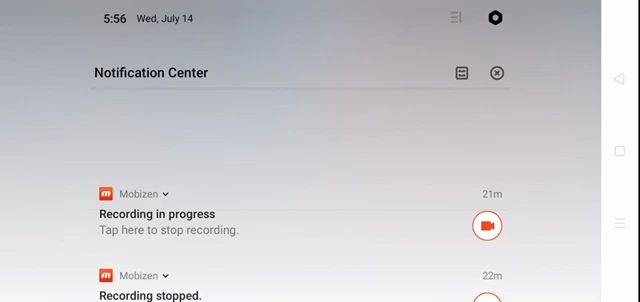 5:56 Wed, July 14
Notification Center
Mobizen 21m
Recording in progress
Tap here to stop recording.
Mobizen 22m
Recording stopped.